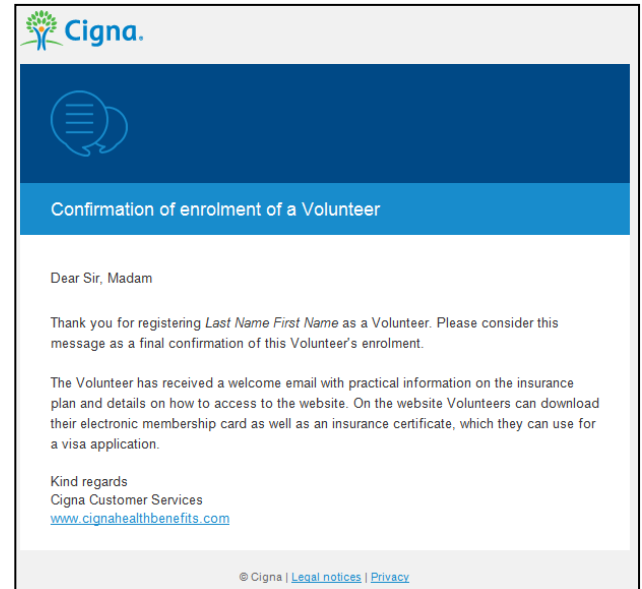 Cigna.
Confirmation of enrolment of a Volunteer
Dear Sir, Madam
Thank you for registering Last Name First Name as a Volunteer. Please consider this
message as a final confirmation of this Volunteer's enrolment.
The Volunteer has received a welcome email with practical information on the insurance
plan and details on how to access to the website. On the website Volunteers can download
their electronic membership card as well as an insurance certificate, which they can use for
a visa application.
Kind regards
Cigna Customer Services
www.cignahealthbenefits.com
© Cigna | Legal notices | Privacy